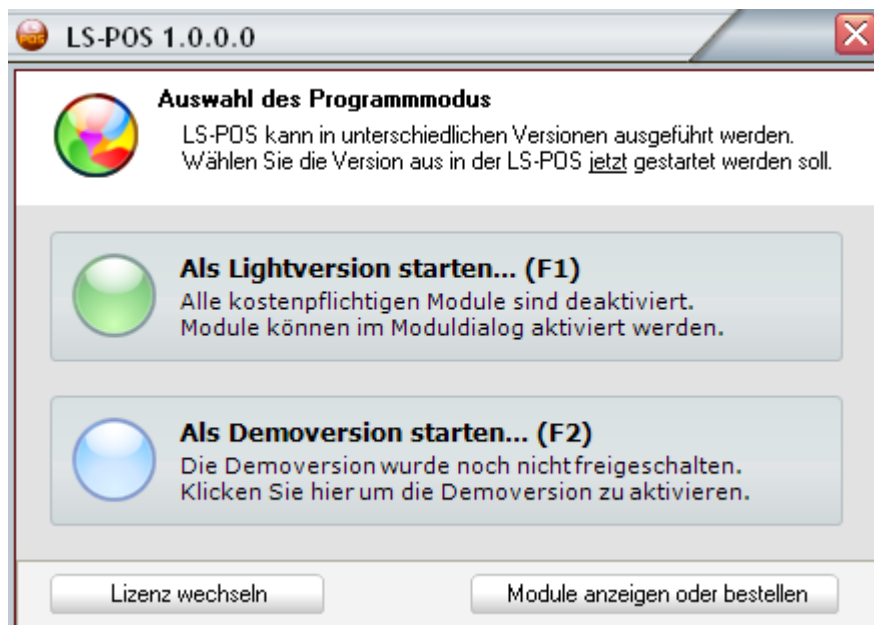 LS-POS 1.0.0.0
Auswahl des Programmmodus
LS-POS kann in unterschiedlichen Versionen ausgeführt werden.
Wählen Sie die Version aus in der LS-POS jetzt gestartet werden soll.
Als Lightversion starten... (F1)
Alle kostenpflichtigen Module sind deaktiviert.
Module können im Moduldialog aktiviert werden.
Als Demoversion starten... (F2)
Die Demoversion wurde noch nicht freigeschalten.
Klicken Sie hier um die Demoversion zu aktivieren.
Lizenz wechseln
Module anzeigen oder bestellen